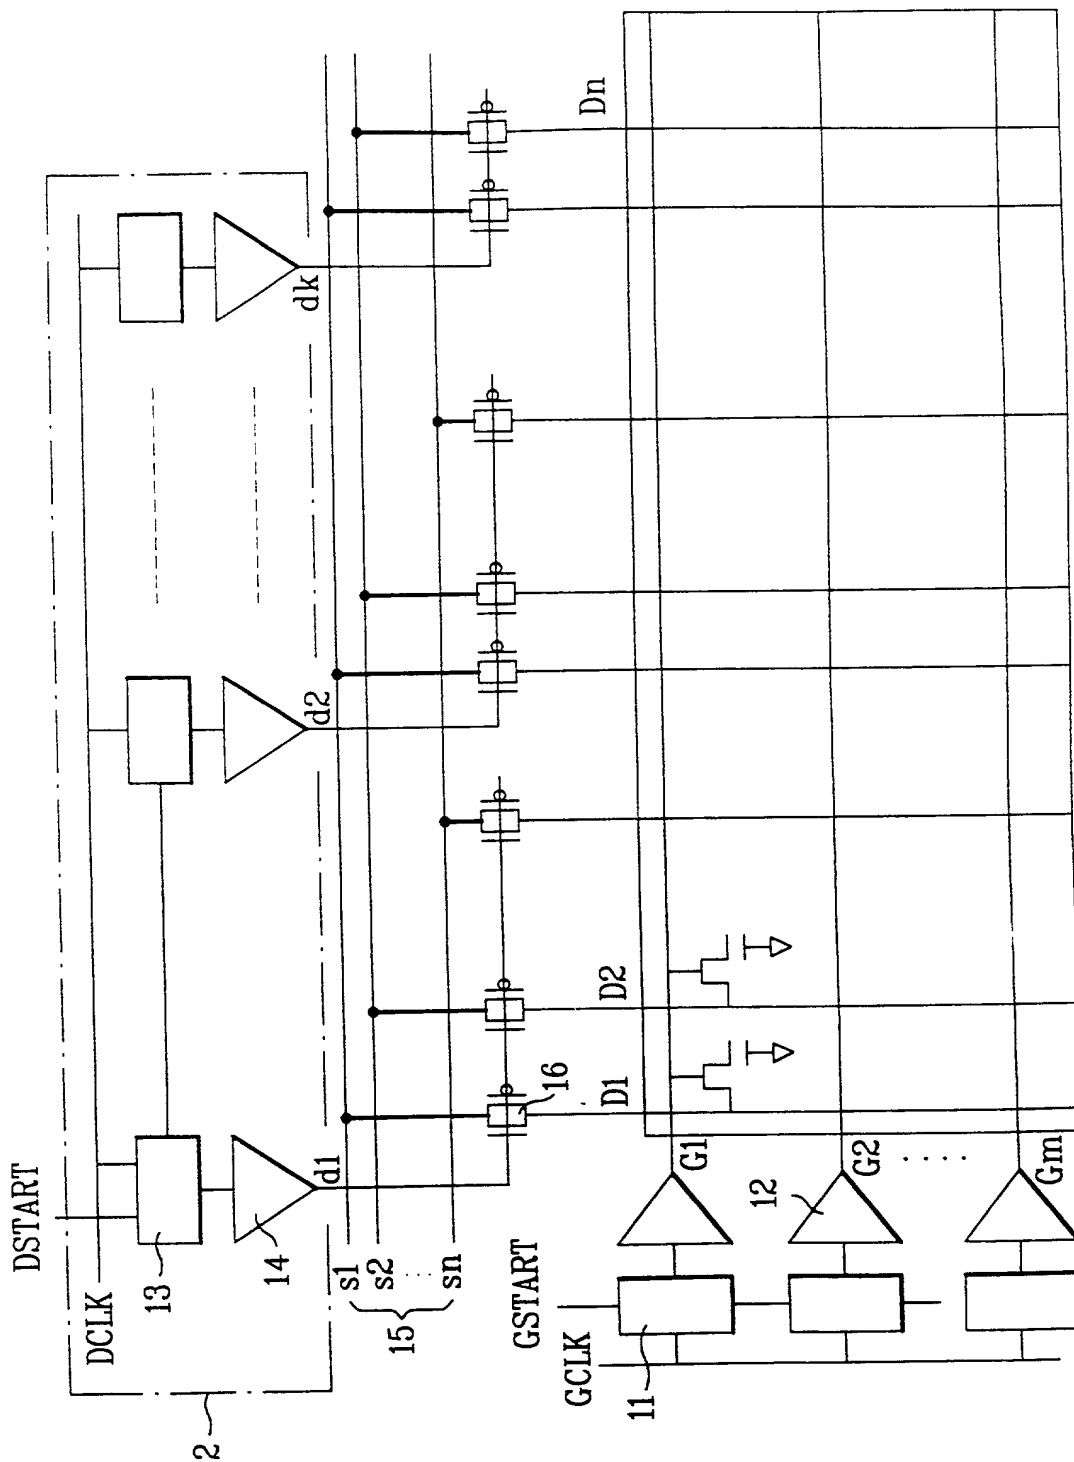 DSTART
DCLK
13
14
2
d1
d2
dk
s1
s2
.....
sn
15
16
D1
D2
Dn
GSTART
GCLK
11
12
G1
G2
.....
Gm